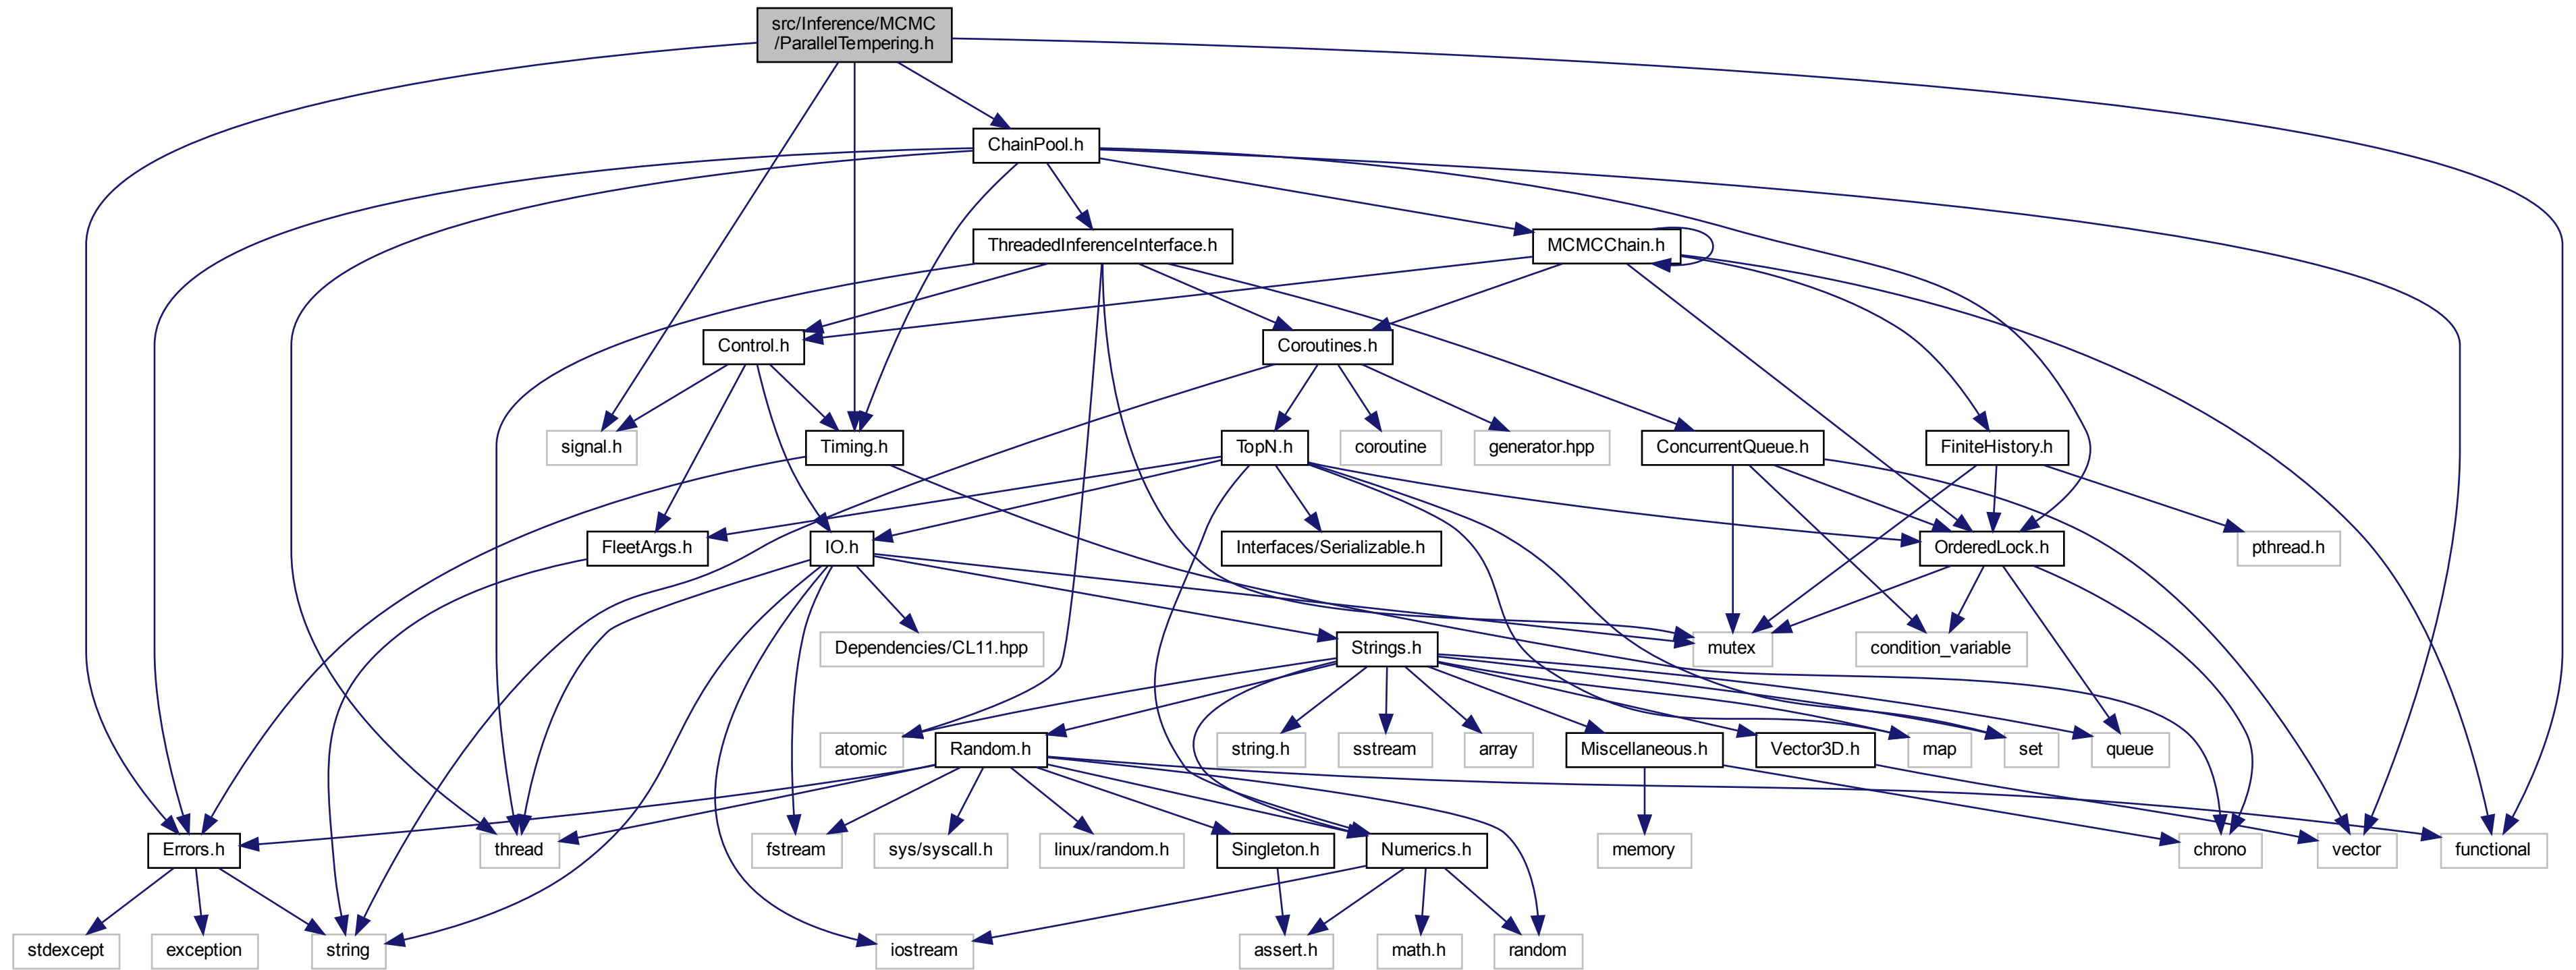 src/Inference/MCMC
/ParallelTempering.h
ChainPool.h
ThreadedInferenceInterface.h
MCMCChain.h
Control.h
Coroutines.h
signal.h
Timing.h
TopN.h
coroutine
generator.hpp
ConcurrentQueue.h
FiniteHistory.h
FleetArgs.h
IO.h
Interfaces/Serializable.h
OrderedLock.h
pthread.h
Dependencies/CL11.hpp
Strings.h
mutex
condition_variable
atomic
Random.h
string.h
sstream
array
Miscellaneous.h
Vector3D.h
map
set
queue
Errors.h
thread
fstream
sys/syscall.h
linux/random.h
Singleton.h
Numerics.h
memory
chrono
vector
functional
stdexcept
exception
string
iostream
assert.h
math.h
random